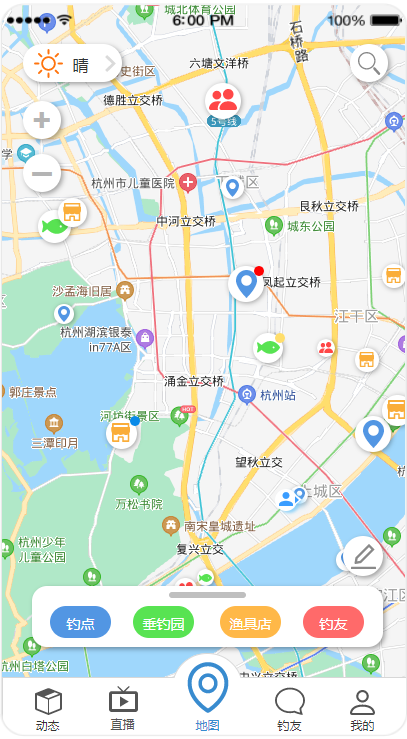 城北体育公园
6:00 PM
100%
石桥路
六塘文洋桥
晴
史街区
德胜立交桥
5号线
学
杭州市儿童医院
城区
艮秋立交桥
中河立交桥
城东公园
沙孟海旧居
凤起立交桥
江干区
杭州湖滨银泰
in77A区
涌金立交桥
郭庄景点
杭州站
HOT
河坊街景区
三潭印月
望秋立交
万松书院
上城区
南宋皇城遗址
杭州少年
儿童公园
复兴立交
江区
钓点
垂钓园
渔具店
钓友
杭州白塔公园
中兴立交
动态
直播
地图
钓友
我的